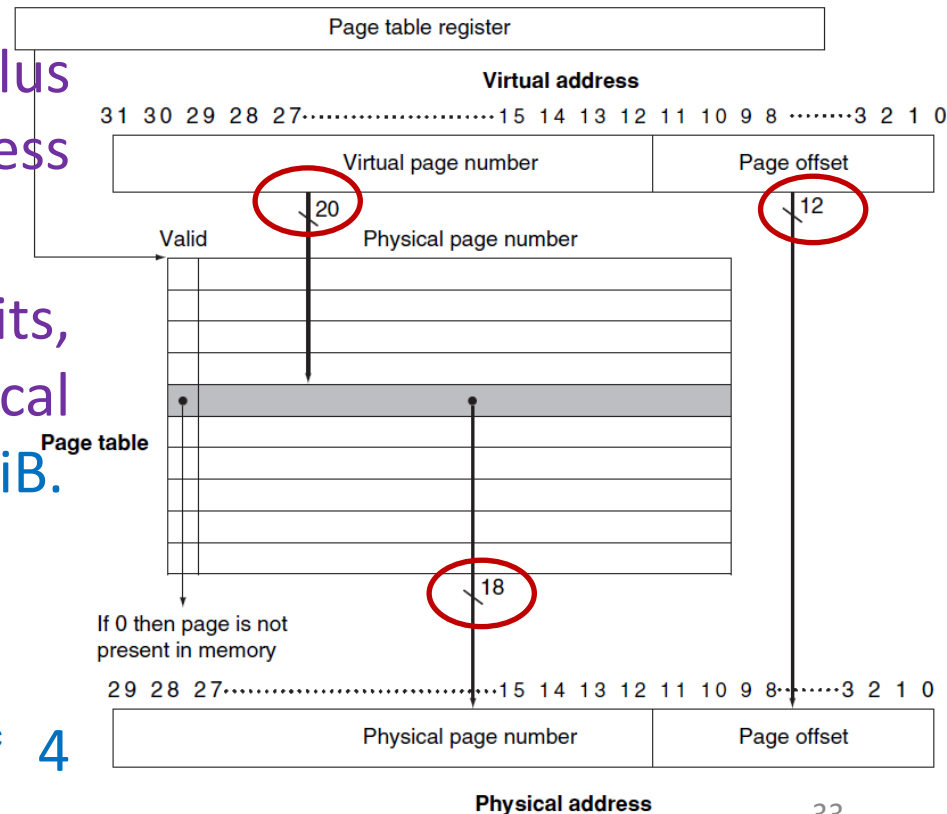 Page table register
lus
Virtual address
ess
31 30 29 28 27 15 14 13 12 11 10 9 8 3 2 1 0
Virtual page number Page offset
20 12
Valid Physical page number
its,
cal
Page table
iB.
18
If 0 then page is not
present in memory
29 28 27 15 14 13 12 11 10 9 8 3 2 1 0
Physical page number Page offset
4
Physical address